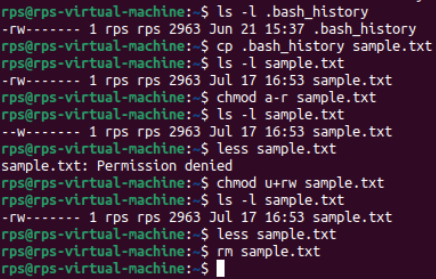 rps@rps-virtual-machine:~$ ls -l .bash_history
-rw------- 1 rps rps 2963 Jun 21 15:37 .bash_history
rps@rps-virtual-machine:~$ cp .bash_history sample.txt
rps@rps-virtual-machine:~$ ls -l sample.txt
-rw------- 1 rps rps 2963 Jul 17 16:53 sample.txt
rps@rps-virtual-machine:~$ chmod a-r sample.txt
rps@rps-virtual-machine:~$ ls -l sample.txt
--w------- 1 rps rps 2963 Jul 17 16:53 sample.txt
rps@rps-virtual-machine:~$ less sample.txt
sample.txt: Permission denied
rps@rps-virtual-machine:~$ chmod u+rw sample.txt
rps@rps-virtual-machine:~$ ls -l sample.txt
-rw------- 1 rps rps 2963 Jul 17 16:53 sample.txt
rps@rps-virtual-machine:~$ less sample.txt
rps@rps-virtual-machine:~$ rm sample.txt
rps@rps-virtual-machine:~$